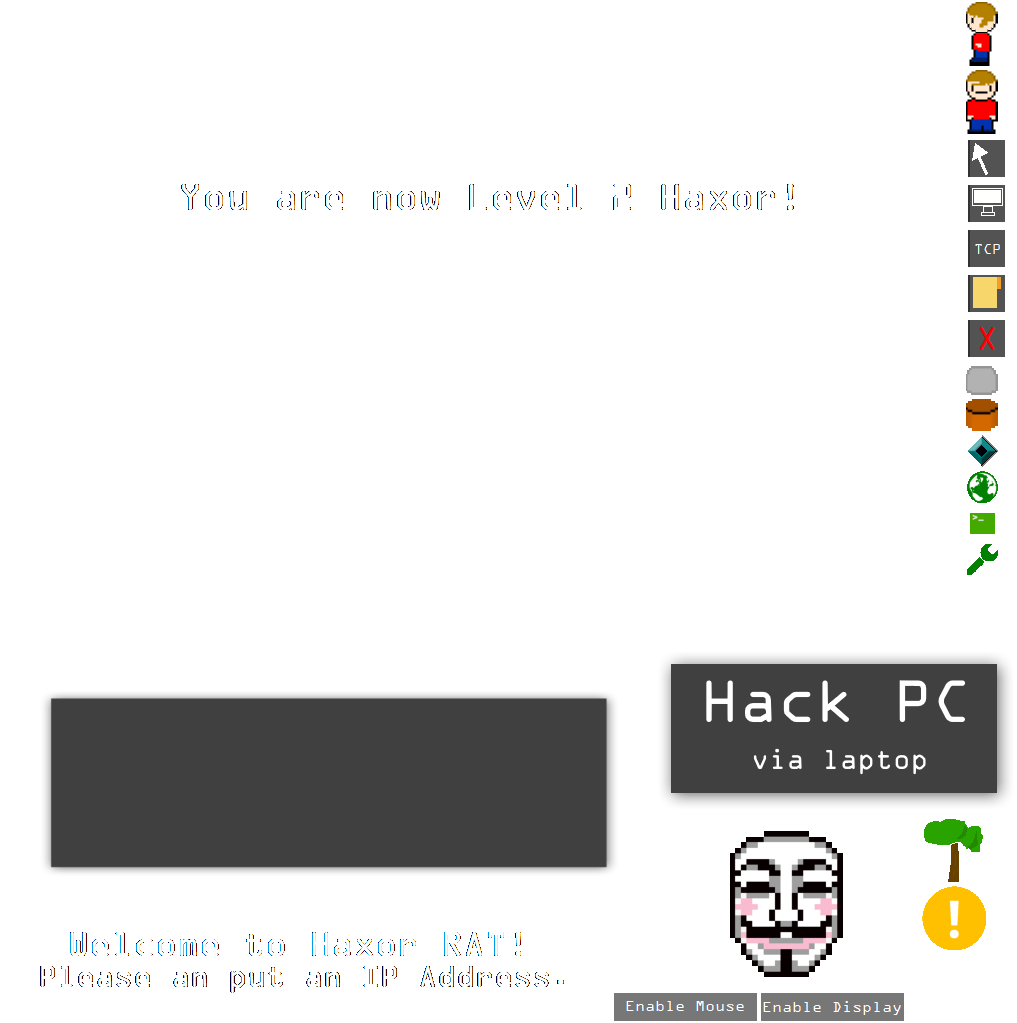 You are now Level 2 Haxor!
TCP
X
>_
Hack PC
via laptop
!
Welcome to Haxor RAT!
Please an put an IP Address.
Enable Mouse
Enable Display